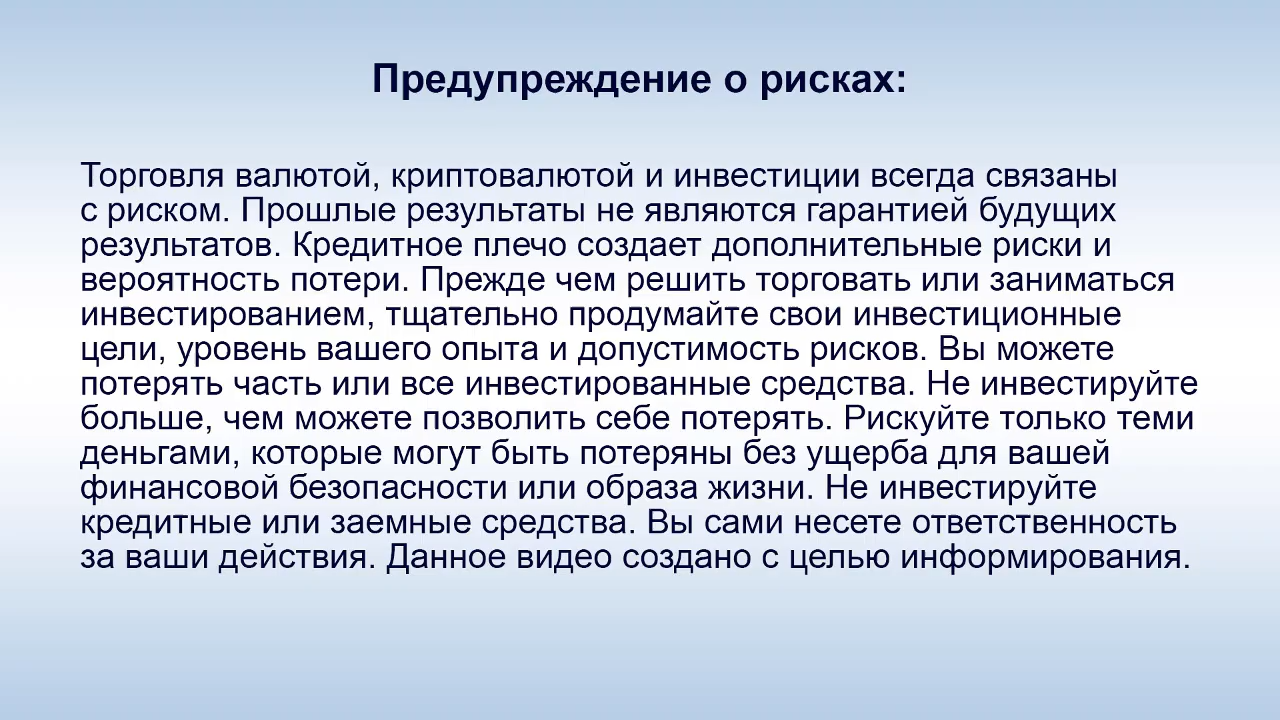 Предупреждение о рисках:
Торговля валютой, криптовалютой и инвестиции всегда связаны
с риском. Прошлые результаты не являются гарантией будущих
результатов. Кредитное плечо создает дополнительные риски и
вероятность потери. Прежде чем решить торговать или заниматься
инвестированием, тщательно продумайте свои инвестиционные
цели, уровень вашего опыта и допустимость рисков. Вы можете
потерять часть или все инвестированные средства. Не инвестируйте
больше, чем можете позволить себе потерять. Рискуйте только теми
деньгами, которые могут быть потеряны без ущерба для вашей
финансовой безопасности или образа жизни. Не инвестируйте
кредитные или заемные средства. Вы сами несете ответственность
за ваши действия. Данное видео создано с целью информирования.